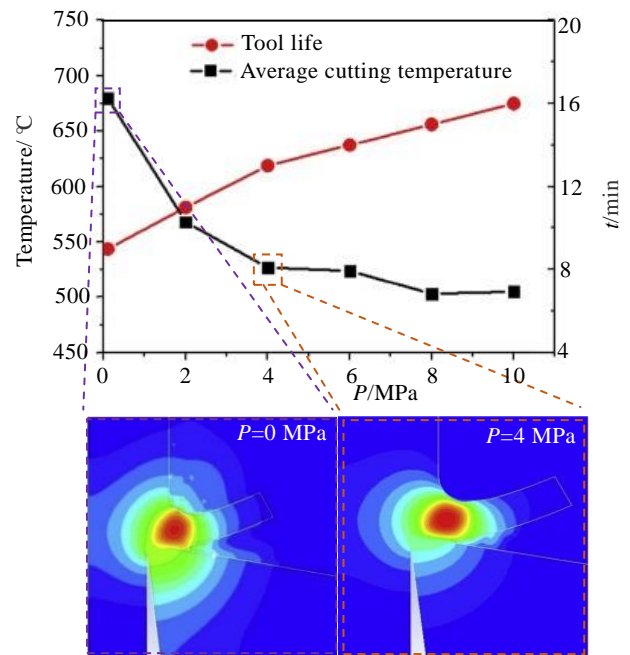 Tool life
Average cutting temperature
Temperature/ ℃
750
700
650
600
550
500
450
20
16
12
8
4
t/min
0
2
4
6
8
10
P/MPa
P=0 MPa
P=4 MPa